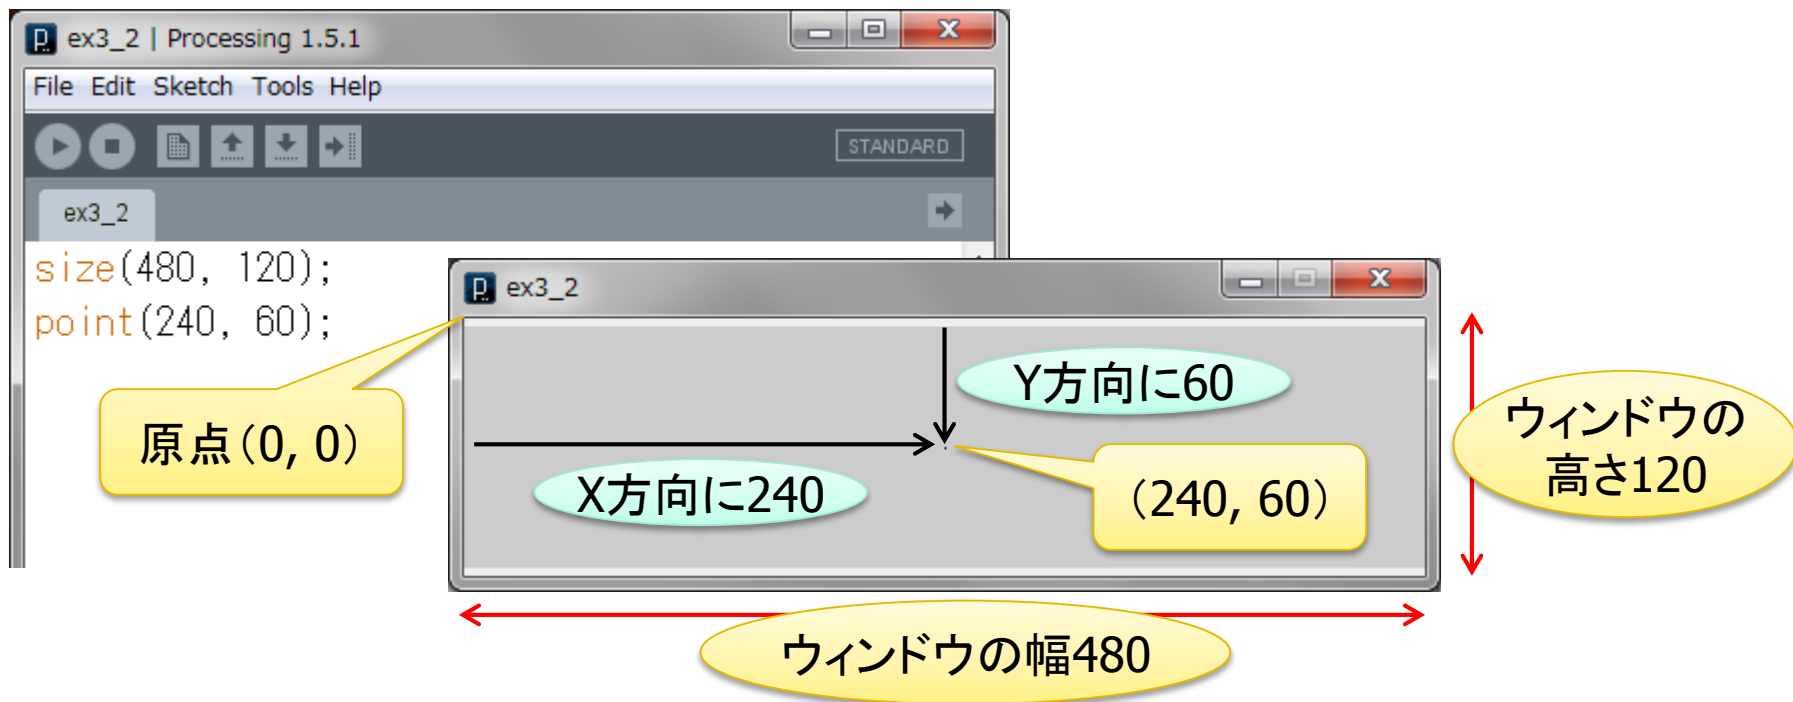 ex3_2 | Processing 1.5.1
File Edit Sketch Tools Help
STANDARD
ex3_2
size(480, 120);
point(240, 60);
ex3_2
原点(0, 0)
Y方向に60
X方向に240
(240, 60)
ウィンドウの
高さ120
ウィンドウの幅480